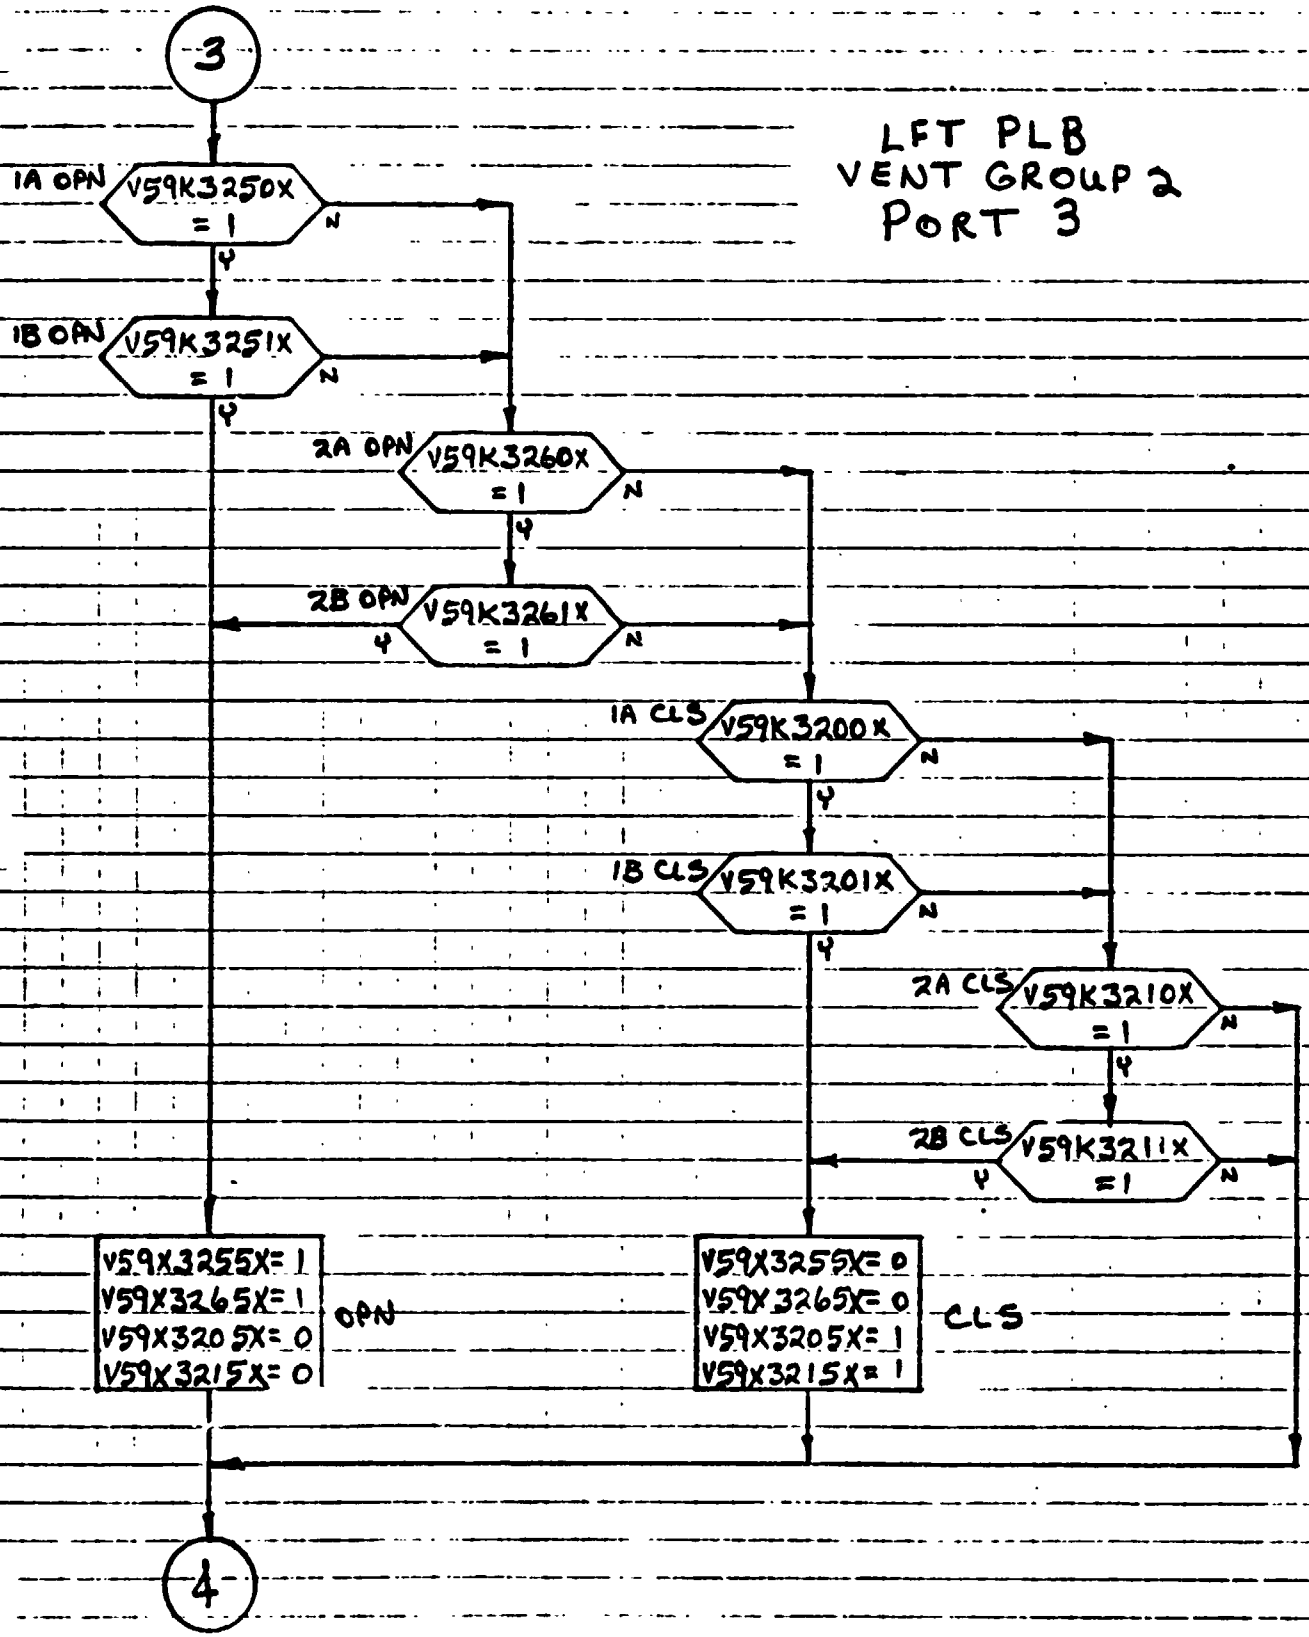 3
LFT PLB
VENT GROUP 2
PORT 3
1A OPN
V59K3250X
= 1
N
Y
1B OPN
V59K3251X
= 1
N
Y
2A OPN
V59K3260X
= 1
N
Y
2B OPN
V59K3261X
= 1
Y
N
1A CLS
V59K3200X
= 1
N
Y
1B CLS
V59K3201X
= 1
N
Y
2A CLS
V59K3210X
= 1
N
Y
2B CLS
V59K3211X
= 1
Y
N
V59X3255X= 1
V59X3265X= 1
V59X3205X= 0
V59X3215X= 0
OPN
V59X3255X= 0
V59X3265X= 0
V59X3205X= 1
V59X3215X= 1
CLS
4